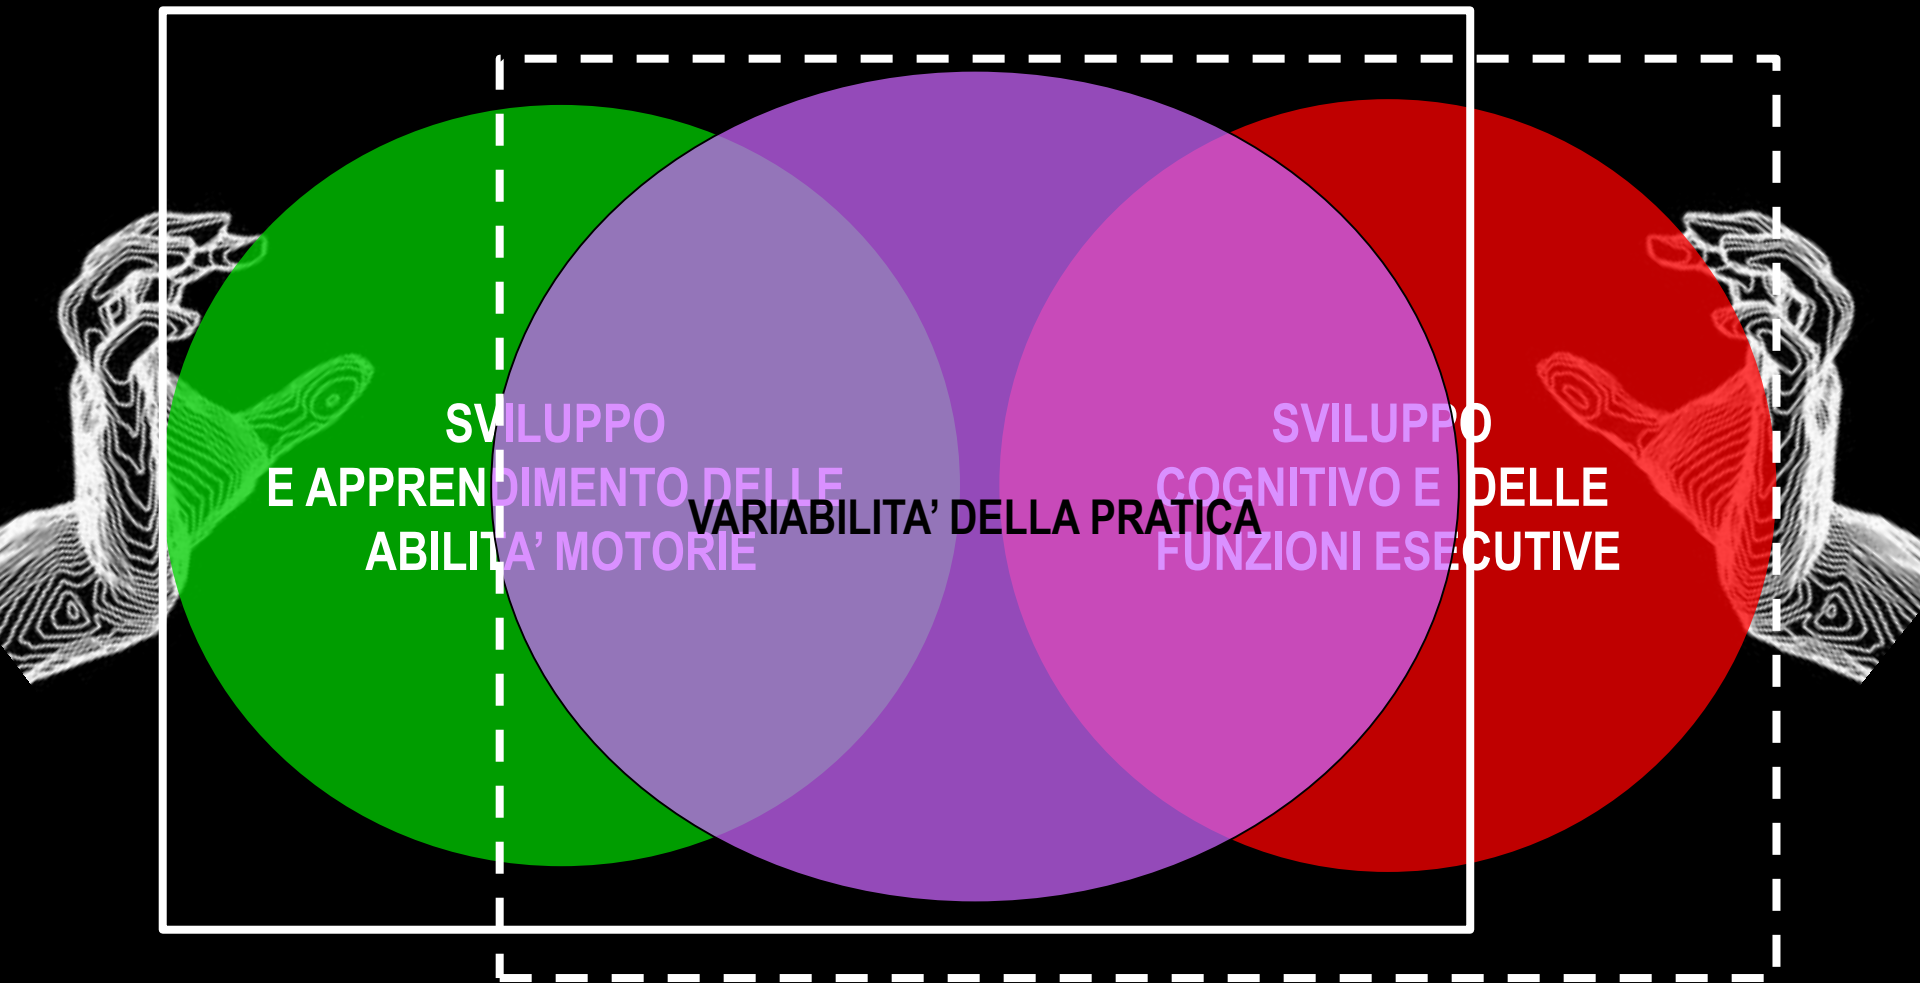 SVILUPPO
E APPRENDIMENTO DELLE
ABILITA’ MOTORIE
VARIABILITA’ DELLA PRATICA
SVILUPPO
COGNITIVO E DELLE
FUNZIONI ESECUTIVE